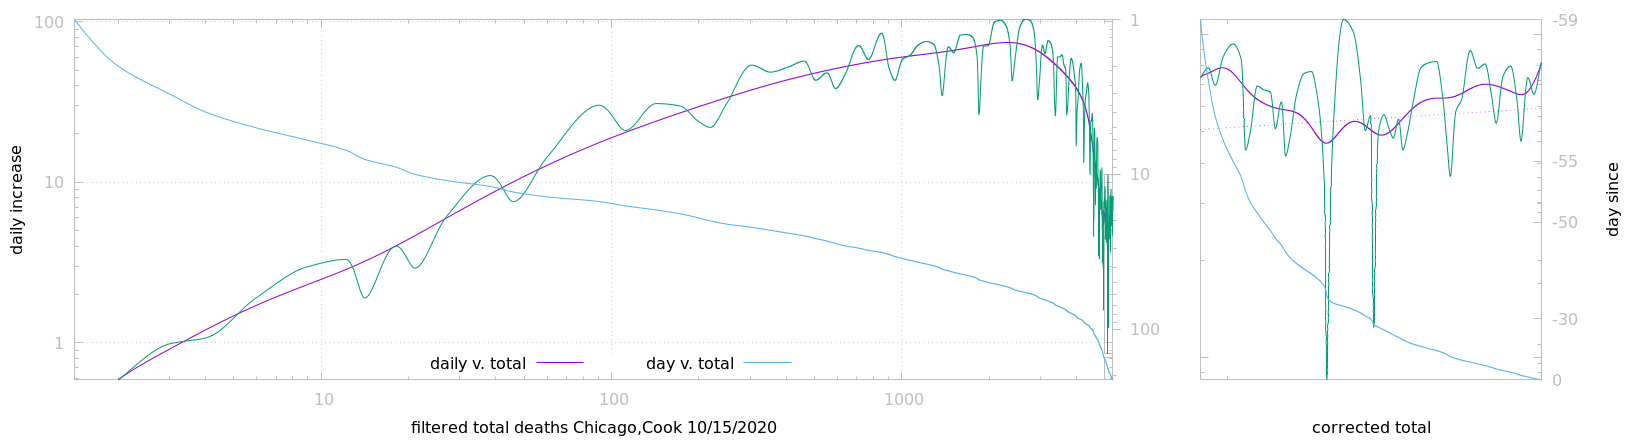 100
10
1
daily increase
10
100
1000
1
10
100
daily v. total
day v. total
filtered total deaths Chicago,Cook 10/15/2020
-59
-55
-50
-30
0
day since
corrected total